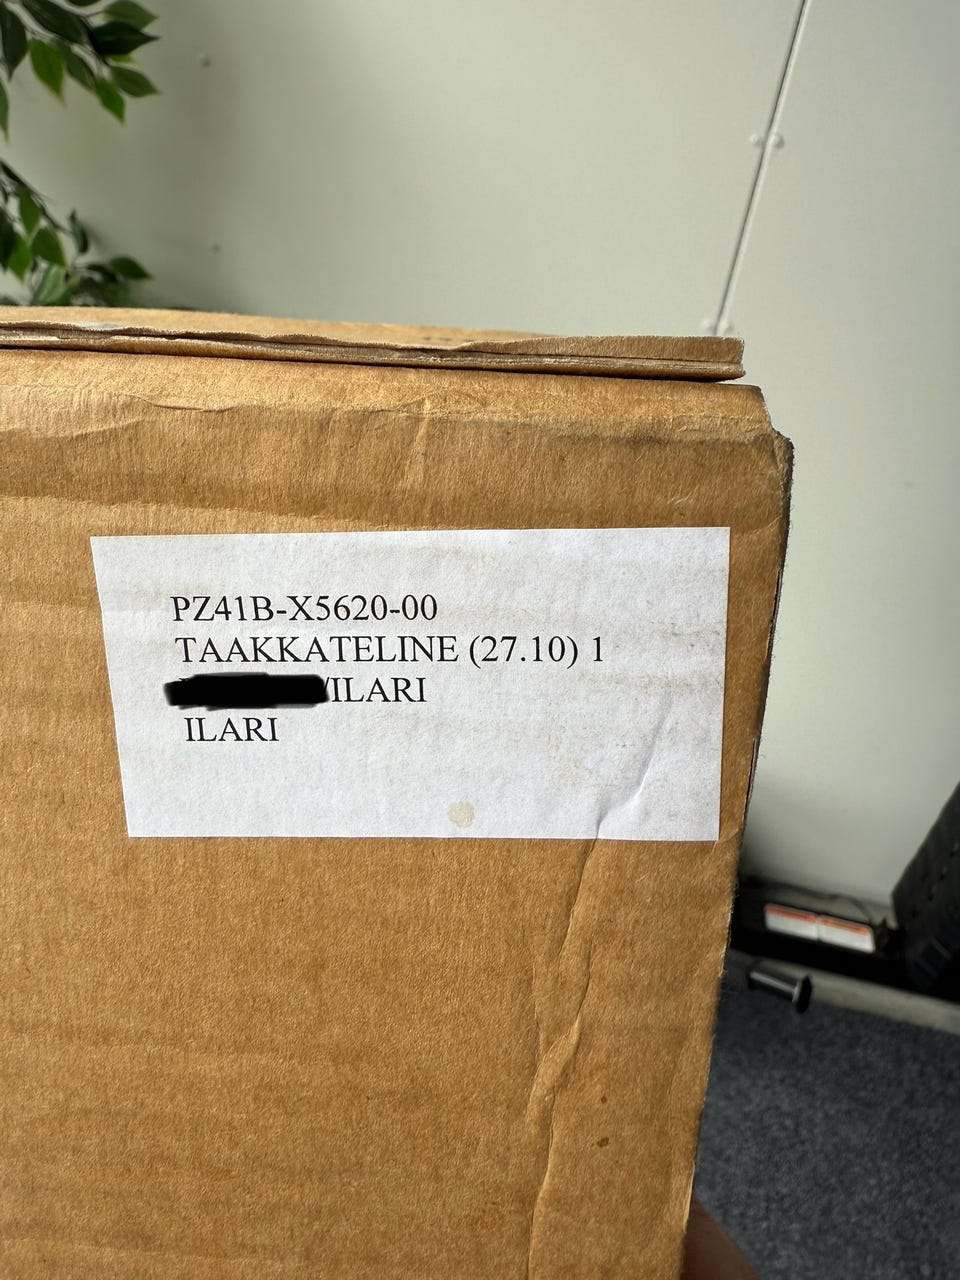 PZ41B-X5620-00
TAAKKATELINE (27.10) 1
/ILARI
ILARI